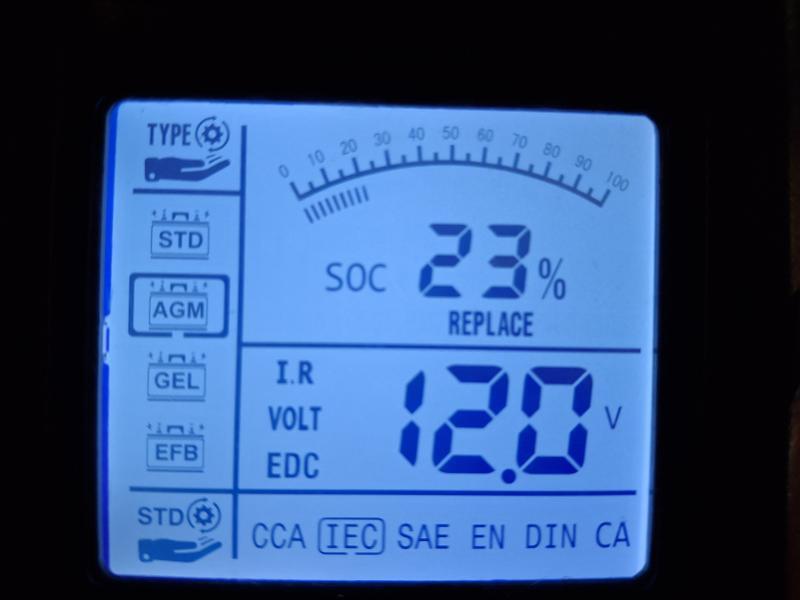 TYPE
STD
AGM
GEL
EFB
STD
0 10 20 30 40 50 60 70 80 90 100
SOC 23%
REPLACE
I.R
VOLT
EDC
12.0 V
CCA IEC SAE EN DIN CA